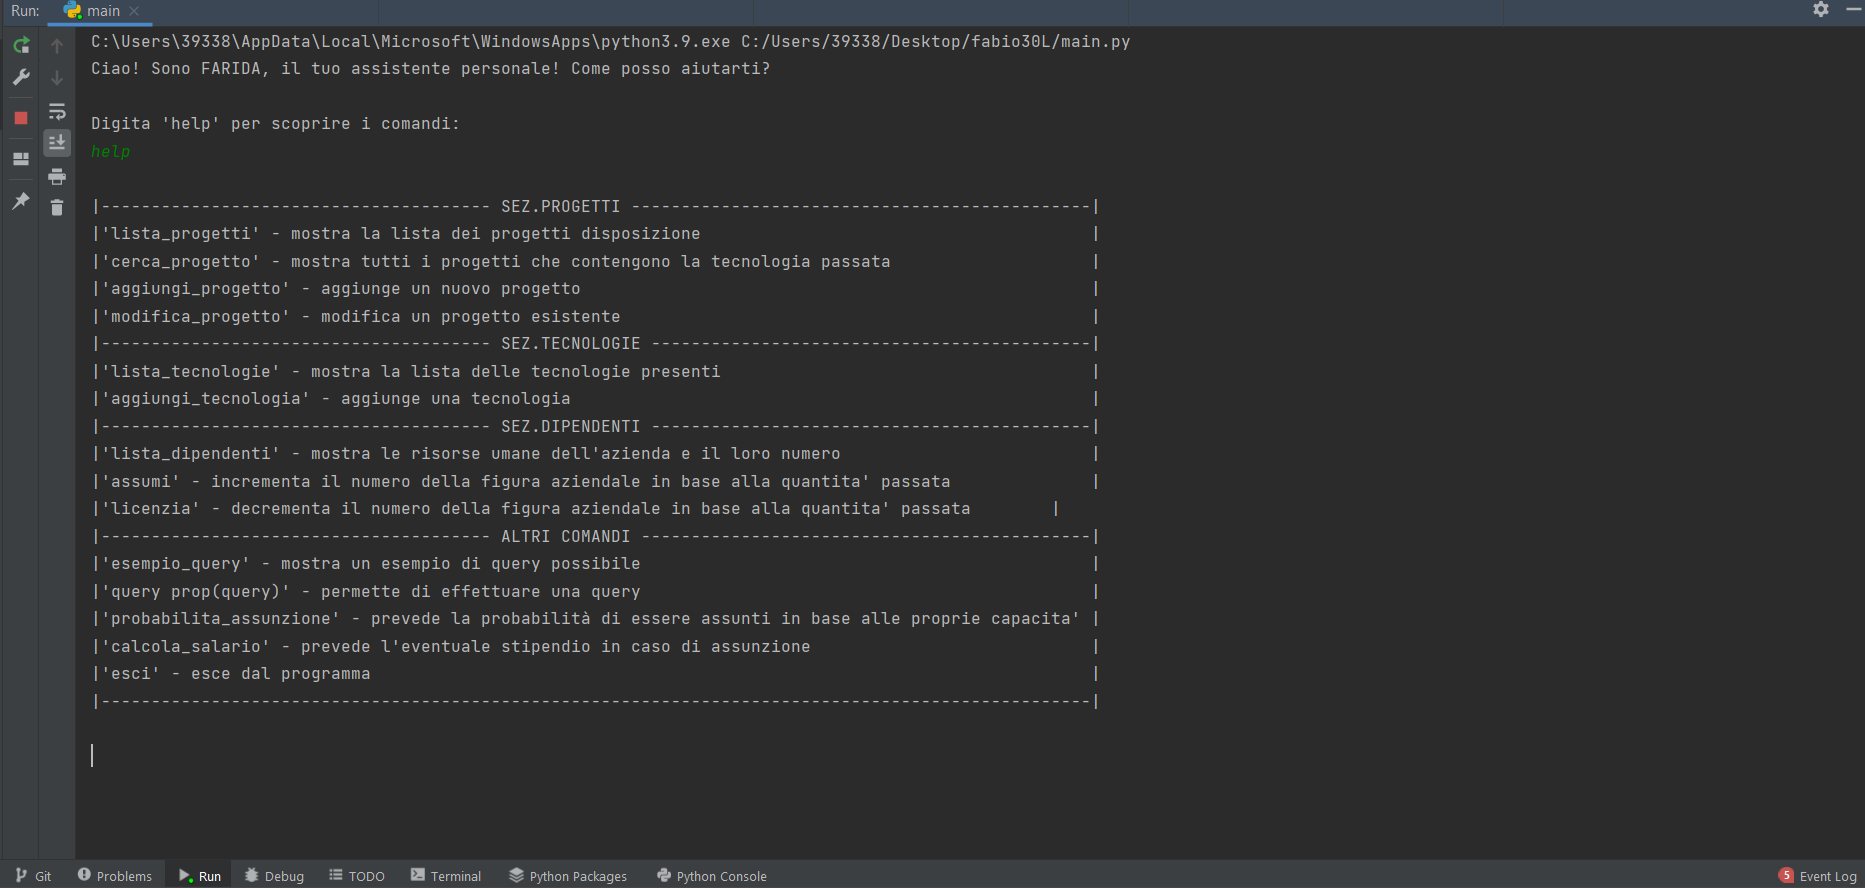 Run: main
C:\Users\39338\AppData\Local\Microsoft\WindowsApps\python3.9.exe C:/Users/39338/Desktop/fabio30L/main.py
Ciao! Sono FARIDA, il tuo assistente personale! Come posso aiutarti?
Digita 'help' per scoprire i comandi:
help
|--------------------------------------- SEZ.PROGETTI ----------------------------------------------|
|'lista_progetti' - mostra la lista dei progetti disposizione                                       |
|'cerca_progetto' - mostra tutti i progetti che contengono la tecnologia passata                    |
|'aggiungi_progetto' - aggiunge un nuovo progetto                                                   |
|'modifica_progetto' - modifica un progetto esistente                                               |
|--------------------------------------- SEZ.TECNOLOGIE --------------------------------------------|
|'lista_tecnologie' - mostra la lista delle tecnologie presenti                                     |
|'aggiungi_tecnologia' - aggiunge una tecnologia                                                    |
|--------------------------------------- SEZ.DIPENDENTI --------------------------------------------|
|'lista_dipendenti' - mostra le risorse umane dell'azienda e il loro numero                         |
|'assumi' - incrementa il numero della figura aziendale in base alla quantita' passata              |
|'licenzia' - decrementa il numero della figura aziendale in base alla quantita' passata        |
|--------------------------------------- ALTRI COMANDI ---------------------------------------------|
|'esempio_query' - mostra un esempio di query possibile                                             |
|'query prop(query)' - permette di effettuare una query                                             |
|'probabilita_assunzione' - prevede la probabilità di essere assunti in base alle proprie capacita' |
|'calcola_salario' - prevede l'eventuale stipendio in caso di assunzione                            |
|'esci' - esce dal programma                                                                        |
|---------------------------------------------------------------------------------------------------|
Git Problems Run Debug TODO Terminal Python Packages Python Console 5 Event Log